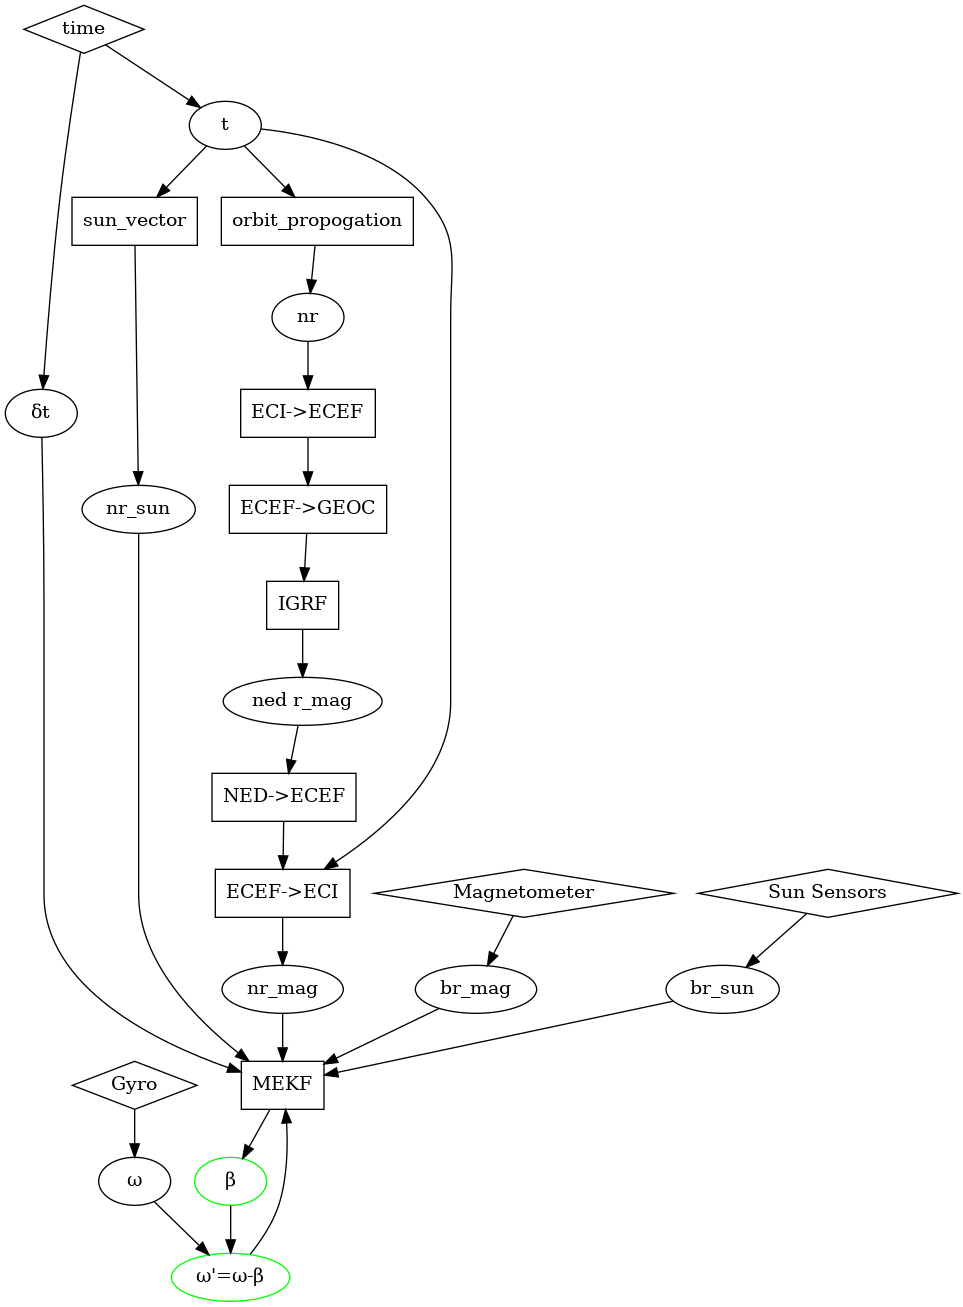 time
t
sun_vector
orbit_propogation
nr
δt
ECI->ECEF
nr_sun
ECEF->GEOC
IGRF
ned r_mag
NED->ECEF
ECEF->ECI
Magnetometer
Sun Sensors
nr_mag
br_mag
br_sun
Gyro
MEKF
ω
β
ω'=ω-β